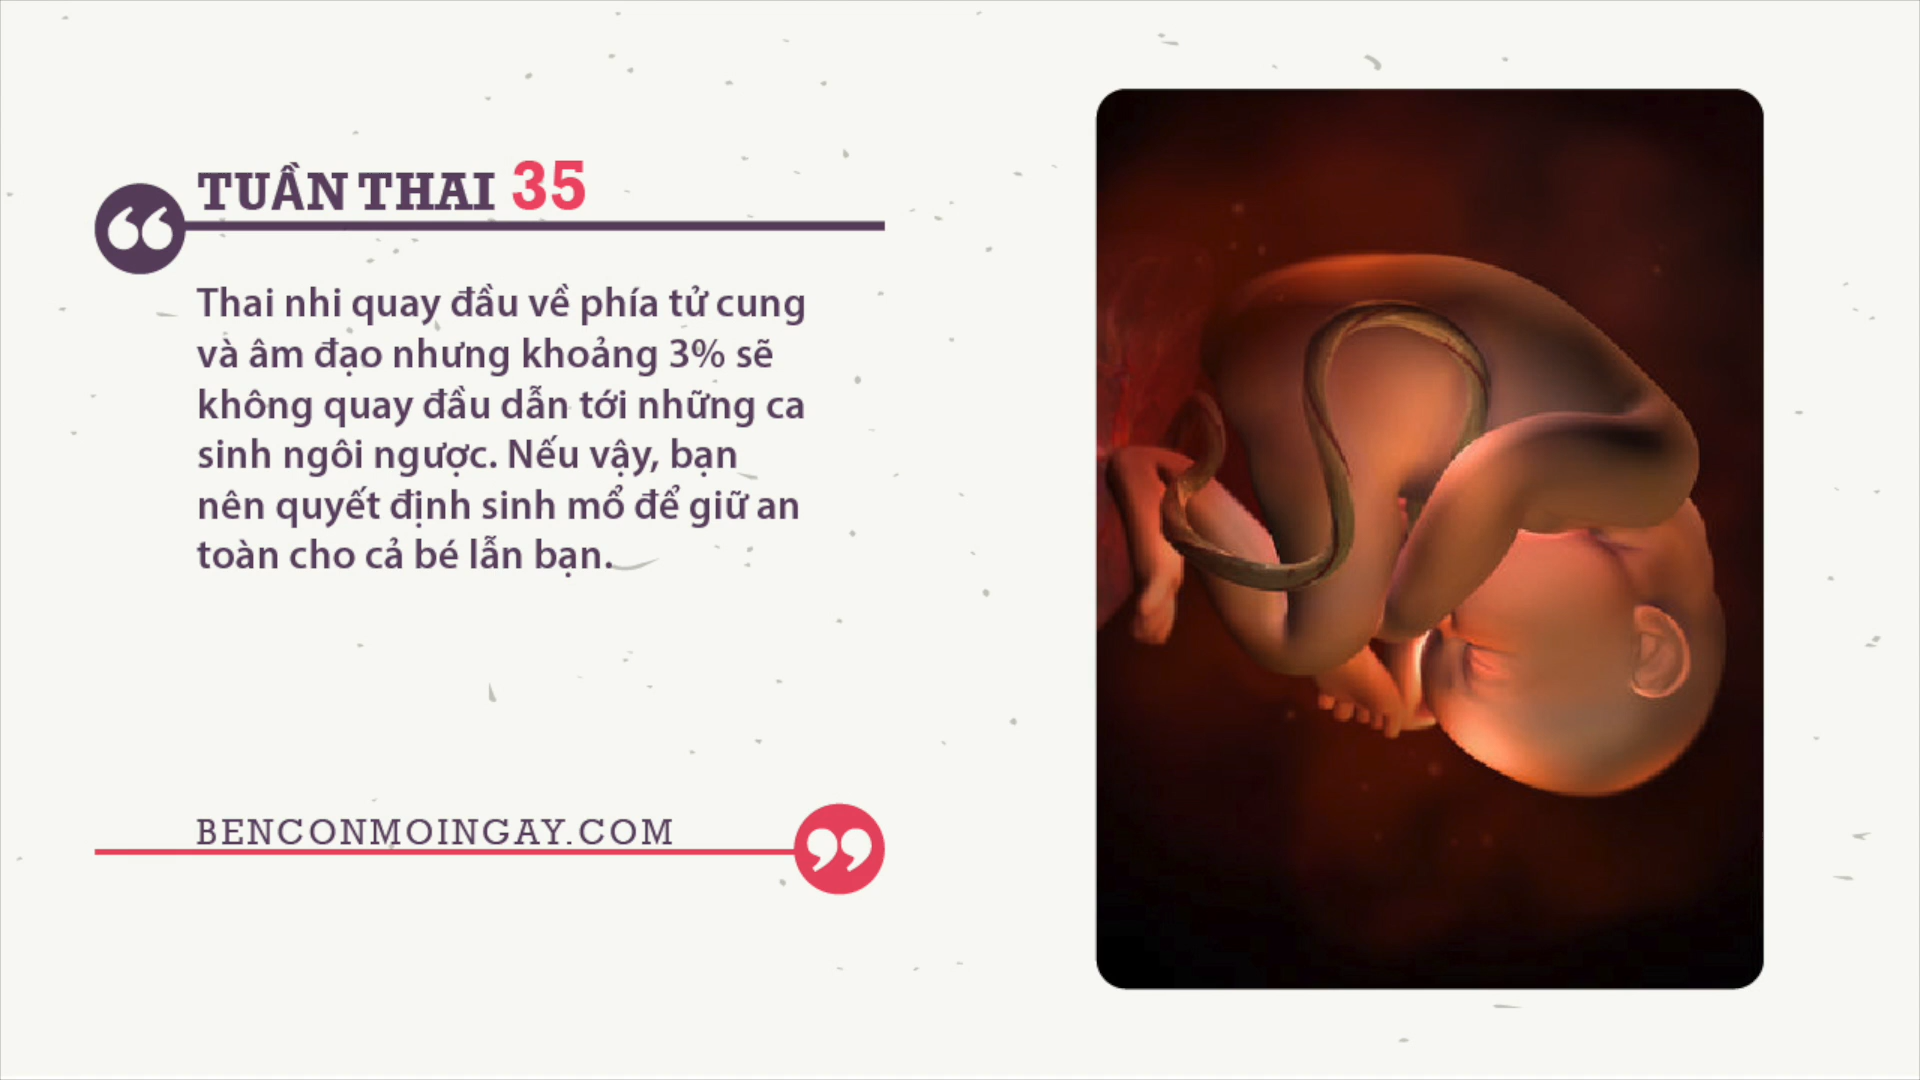 TUẦN THAI 35
Thai nhi quay đầu về phía tử cung
và âm đạo nhưng khoảng 3% sẽ
không quay đầu dẫn tới những ca
sinh ngôi ngược. Nếu vậy, bạn
nên quyết định sinh mổ để giữ an
toàn cho cả bé lẫn bạn.
BENCONMOINGAY.COM